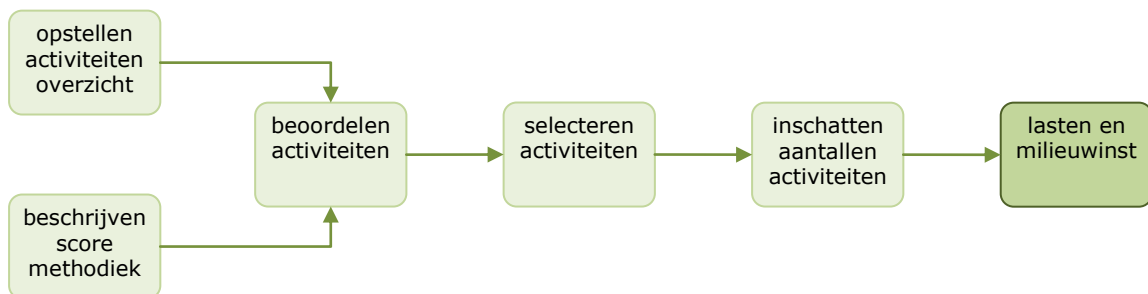 opstellen
activiteiten
overzicht
beschrijven
score
methodiek
beoordelen
activiteiten
selecteren
activiteiten
inschatten
aantallen
activiteiten
lasten en
milieuwinst